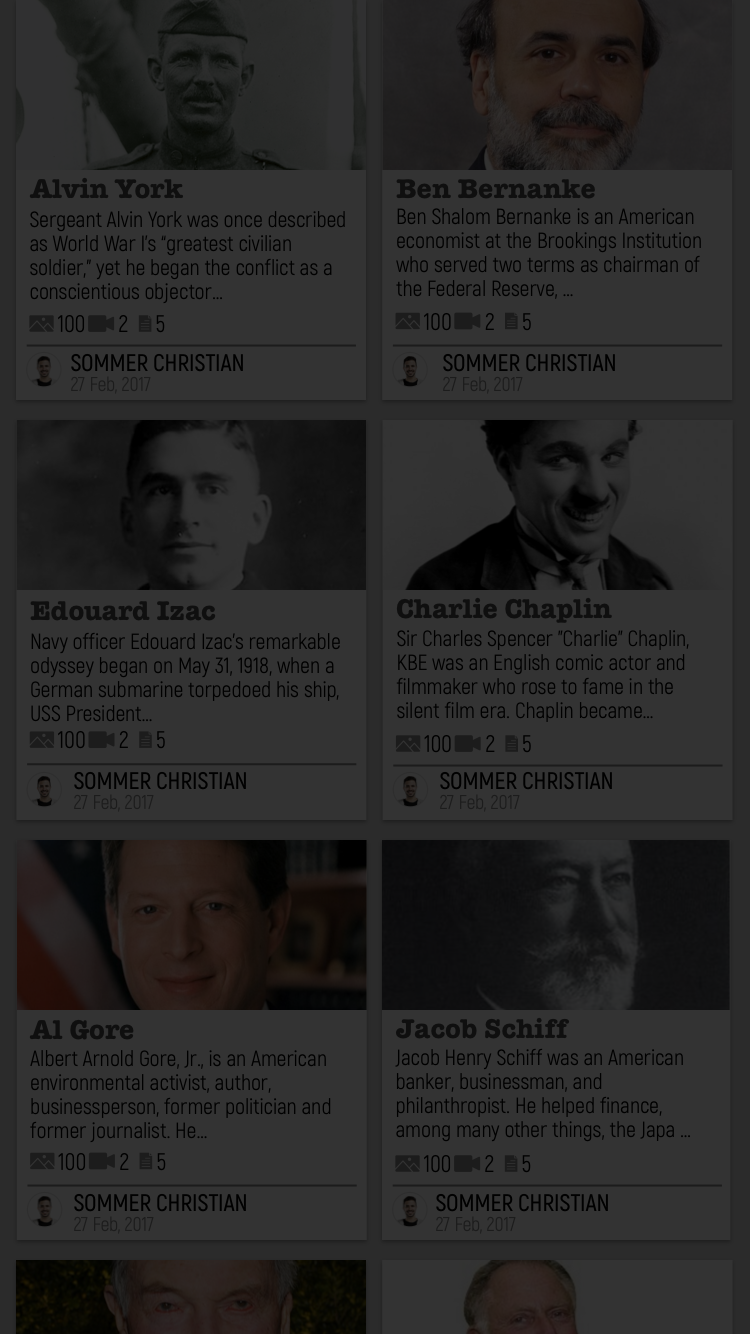 Alvin York
Sergeant Alvin York was once described
as World War I's "greatest civilian
soldier," yet he began the conflict as a
conscientious objector...
100 2 5
SOMMER CHRISTIAN
27 Feb, 2017
Ben Bernanke
Ben Shalom Bernanke is an American
economist at the Brookings Institution
who served two terms as chairman of
the Federal Reserve, ...
100 2 5
SOMMER CHRISTIAN
27 Feb, 2017
Edouard Izac
Navy officer Edouard Izac's remarkable
odyssey began on May 31, 1918, when a
German submarine torpedoed his ship,
USS President...
100 2 5
SOMMER CHRISTIAN
27 Feb, 2017
Charlie Chaplin
Sir Charles Spencer "Charlie" Chaplin,
KBE was an English comic actor and
filmmaker who rose to fame in the
silent film era. Chaplin became...
100 2 5
SOMMER CHRISTIAN
27 Feb, 2017
Al Gore
Albert Arnold Gore, Jr., is an American
environmental activist, author,
businessperson, former politician and
former journalist. He...
100 2 5
SOMMER CHRISTIAN
27 Feb, 2017
Jacob Schiff
Jacob Henry Schiff was an American
banker, businessman, and
philanthropist. He helped finance,
among many other things, the Japa ...
100 2 5
SOMMER CHRISTIAN
27 Feb, 2017